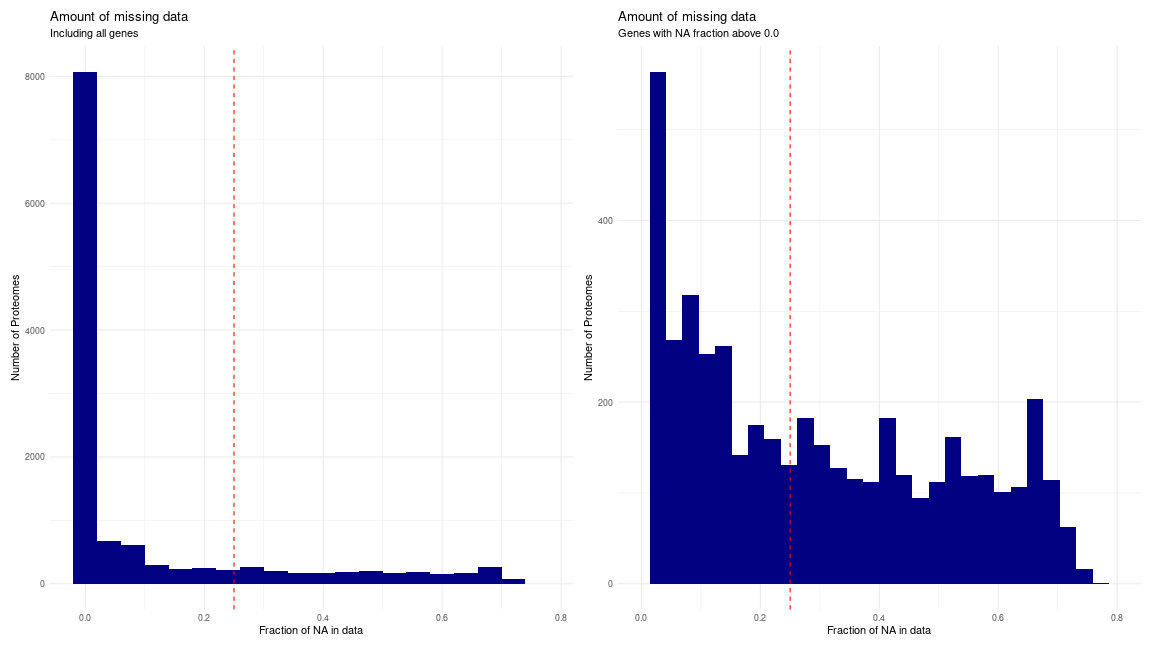 Amount of missing data
Including all genes
Number of Proteomes
8000
6000
4000
2000
0
0.0 0.2 0.4 0.6 0.8
Fraction of NA in data
Amount of missing data
Genes with NA fraction above 0.0
Number of Proteomes
400
200
0
0.0 0.2 0.4 0.6 0.8
Fraction of NA in data